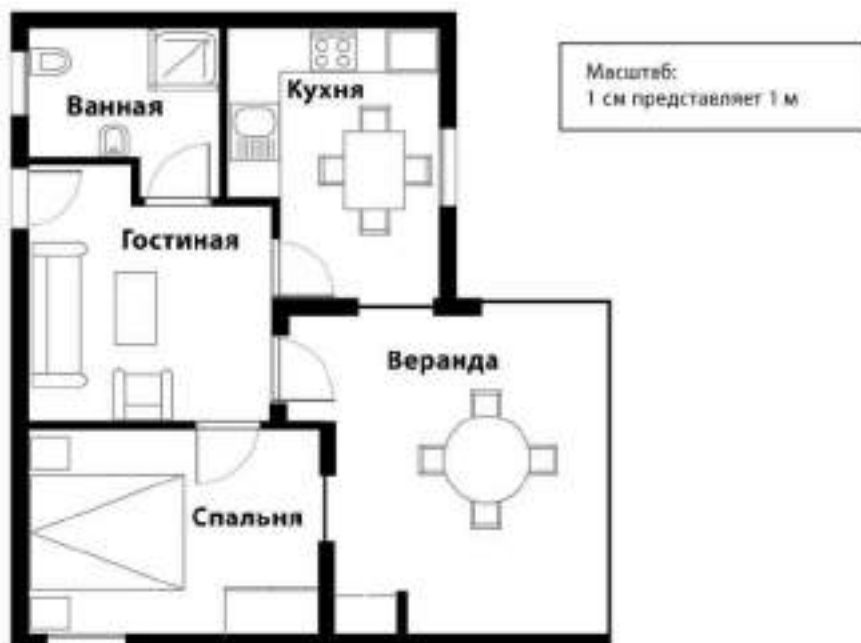 Ванная
Кухня
Масштаб:
1 см представляет 1 м
Гостиная
Веранда
Спальня